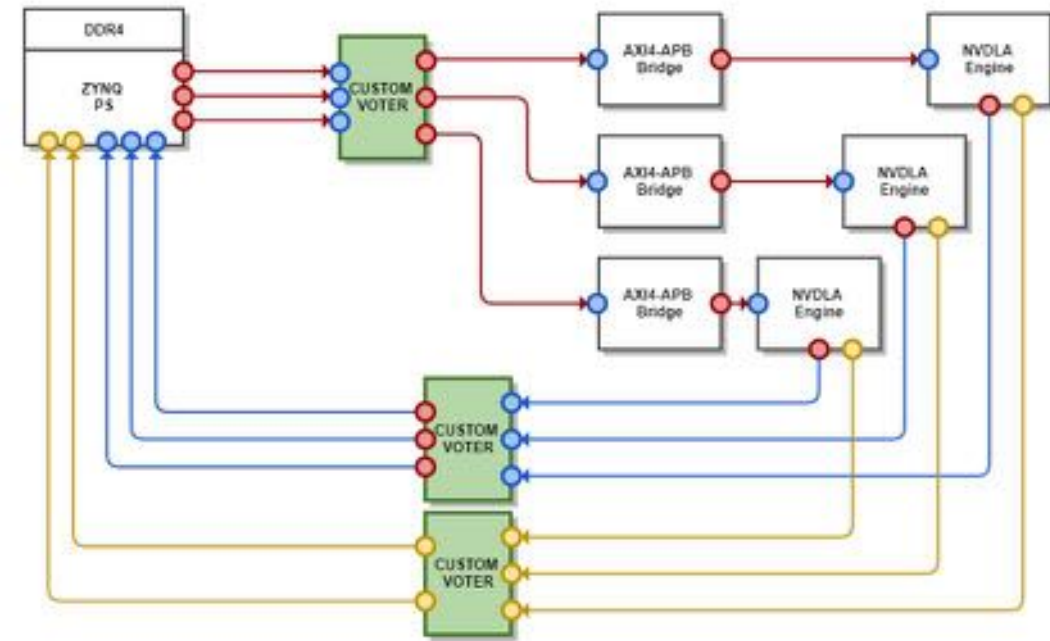 DDR4
ZYNQ
PS
CUSTOM
VOTER
AXI4-APB
Bridge
NVDLA
Engine
AXI4-APB
Bridge
NVDLA
Engine
AXI4-APB
Bridge
NVDLA
Engine
CUSTOM
VOTER
CUSTOM
VOTER